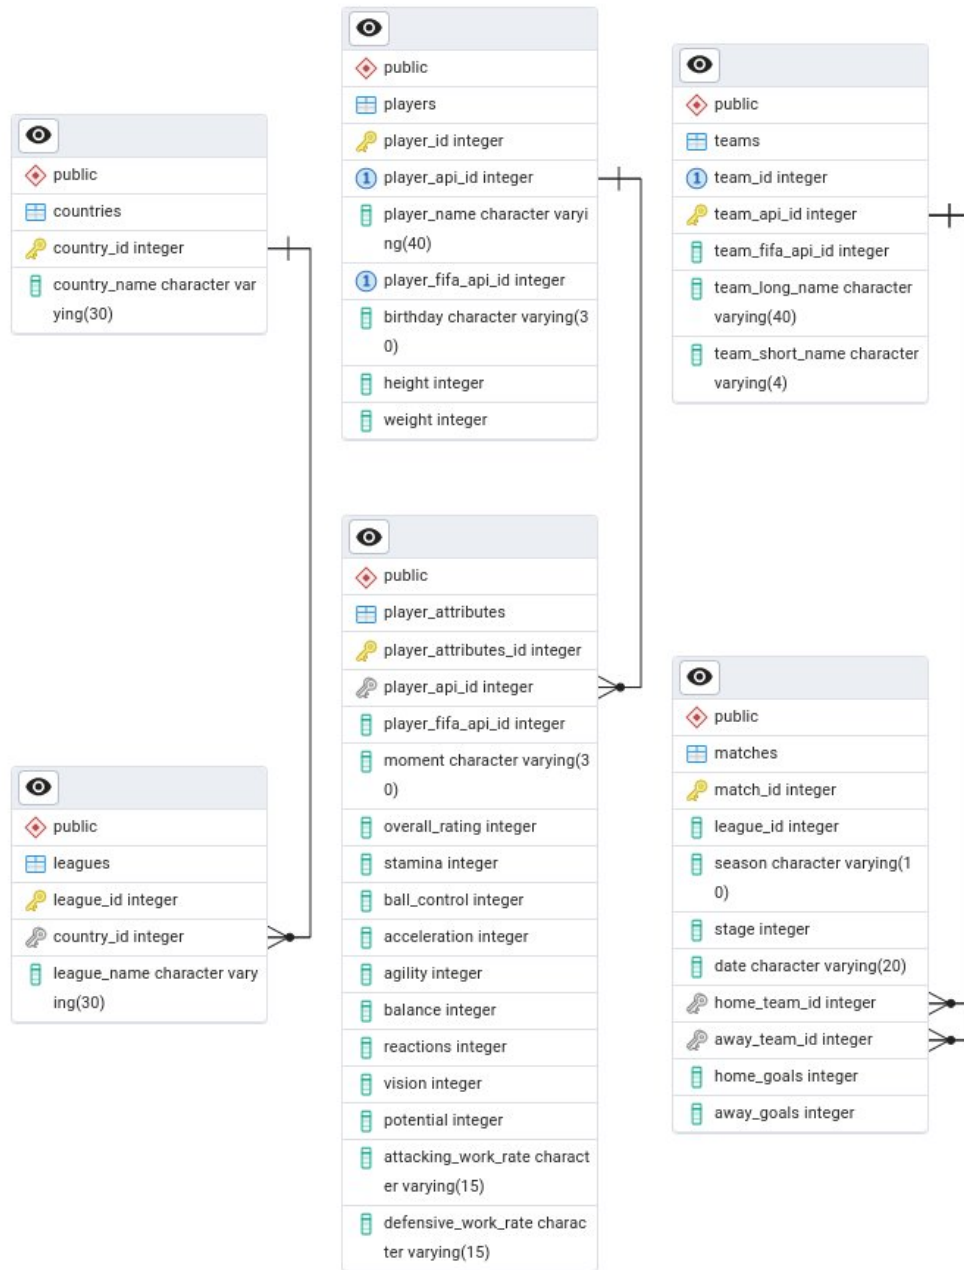 public
countries
country_id integer
country_name character var
ying(30)
public
leagues
league_id integer
country_id integer
league_name character vary
ing(30)
public
players
player_id integer
player_api_id integer
player_name character varyi
ng(40)
player_fifa_api_id integer
birthday character varying(3
0)
height integer
weight integer
public
player_attributes
player_attributes_id integer
player_api_id integer
player_fifa_api_id integer
moment character varying(3
0)
overall_rating integer
stamina integer
ball_control integer
acceleration integer
agility integer
balance integer
reactions integer
vision integer
potential integer
attacking_work_rate charact
er varying(15)
defensive_work_rate charac
ter varying(15)
public
teams
team_id integer
team_api_id integer
team_fifa_api_id integer
team_long_name character
varying(40)
team_short_name character
varying(4)
public
matches
match_id integer
league_id integer
season character varying(1
0)
stage integer
date character varying(20)
home_team_id integer
away_team_id integer
home_goals integer
away_goals integer